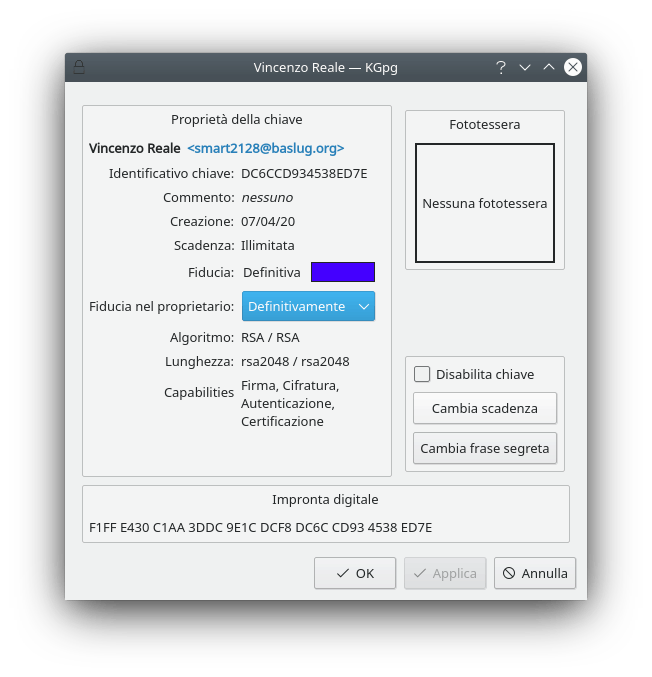 Vincenzo Reale — KGpg
Proprietà della chiave
Vincenzo Reale <smart2128@baslug.org>
Identificativo chiave: DC6CCD934538ED7E
Commento: nessuno
Creazione: 07/04/20
Scadenza: Illimitata
Fiducia: Definitiva
Fiducia nel proprietario: Definitivamente
Algoritmo: RSA / RSA
Lunghezza: rsa2048 / rsa2048
Capabilities Firma, Cifratura,
Autenticazione,
Certificazione
Fototessera
Nessuna fototessera
Disabilita chiave
Cambia scadenza
Cambia frase segreta
Impronta digitale
F1FF E430 C1AA 3DDC 9E1C DCF8 DC6C CD93 4538 ED7E
OK Applica Annulla